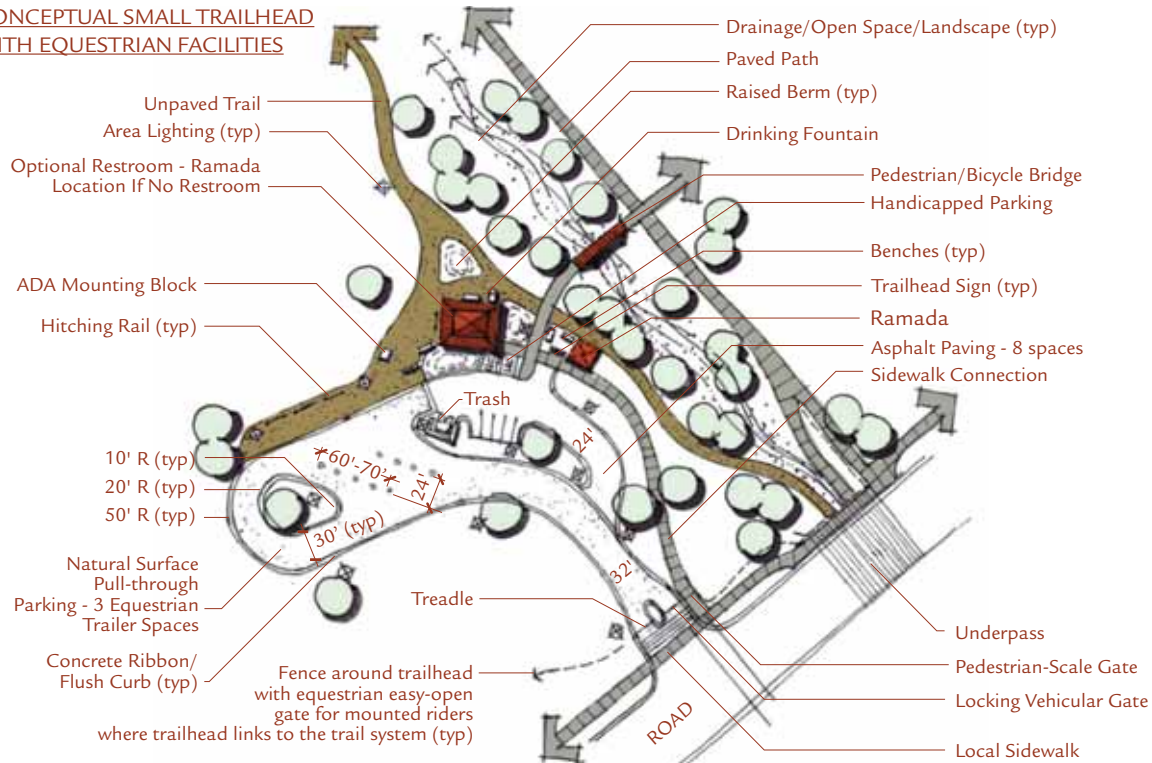 ONCEPTUAL SMALL TRAILHEAD
ITH EQUESTRIAN FACILITIES
Unpaved Trail
Area Lighting (typ)
Optional Restroom - Ramada
Location If No Restroom
ADA Mounting Block
Hitching Rail (typ)
10' R (typ)
20' R (typ)
50' R (typ)
Natural Surface
Pull-through
Parking - 3 Equestrian
Trailer Spaces
Concrete Ribbon/
Flush Curb (typ)
Fence around trailhead
with equestrian easy-open
gate for mounted riders
where trailhead links to the trail system (typ)
Treadle
Trash
60'-70'
24'
30' (typ)
24'
32'
ROAD
Drainage/Open Space/Landscape (typ)
Paved Path
Raised Berm (typ)
Drinking Fountain
Pedestrian/Bicycle Bridge
Handicapped Parking
Benches (typ)
Trailhead Sign (typ)
Ramada
Asphalt Paving - 8 spaces
Sidewalk Connection
Underpass
Pedestrian-Scale Gate
Locking Vehicular Gate
Local Sidewalk